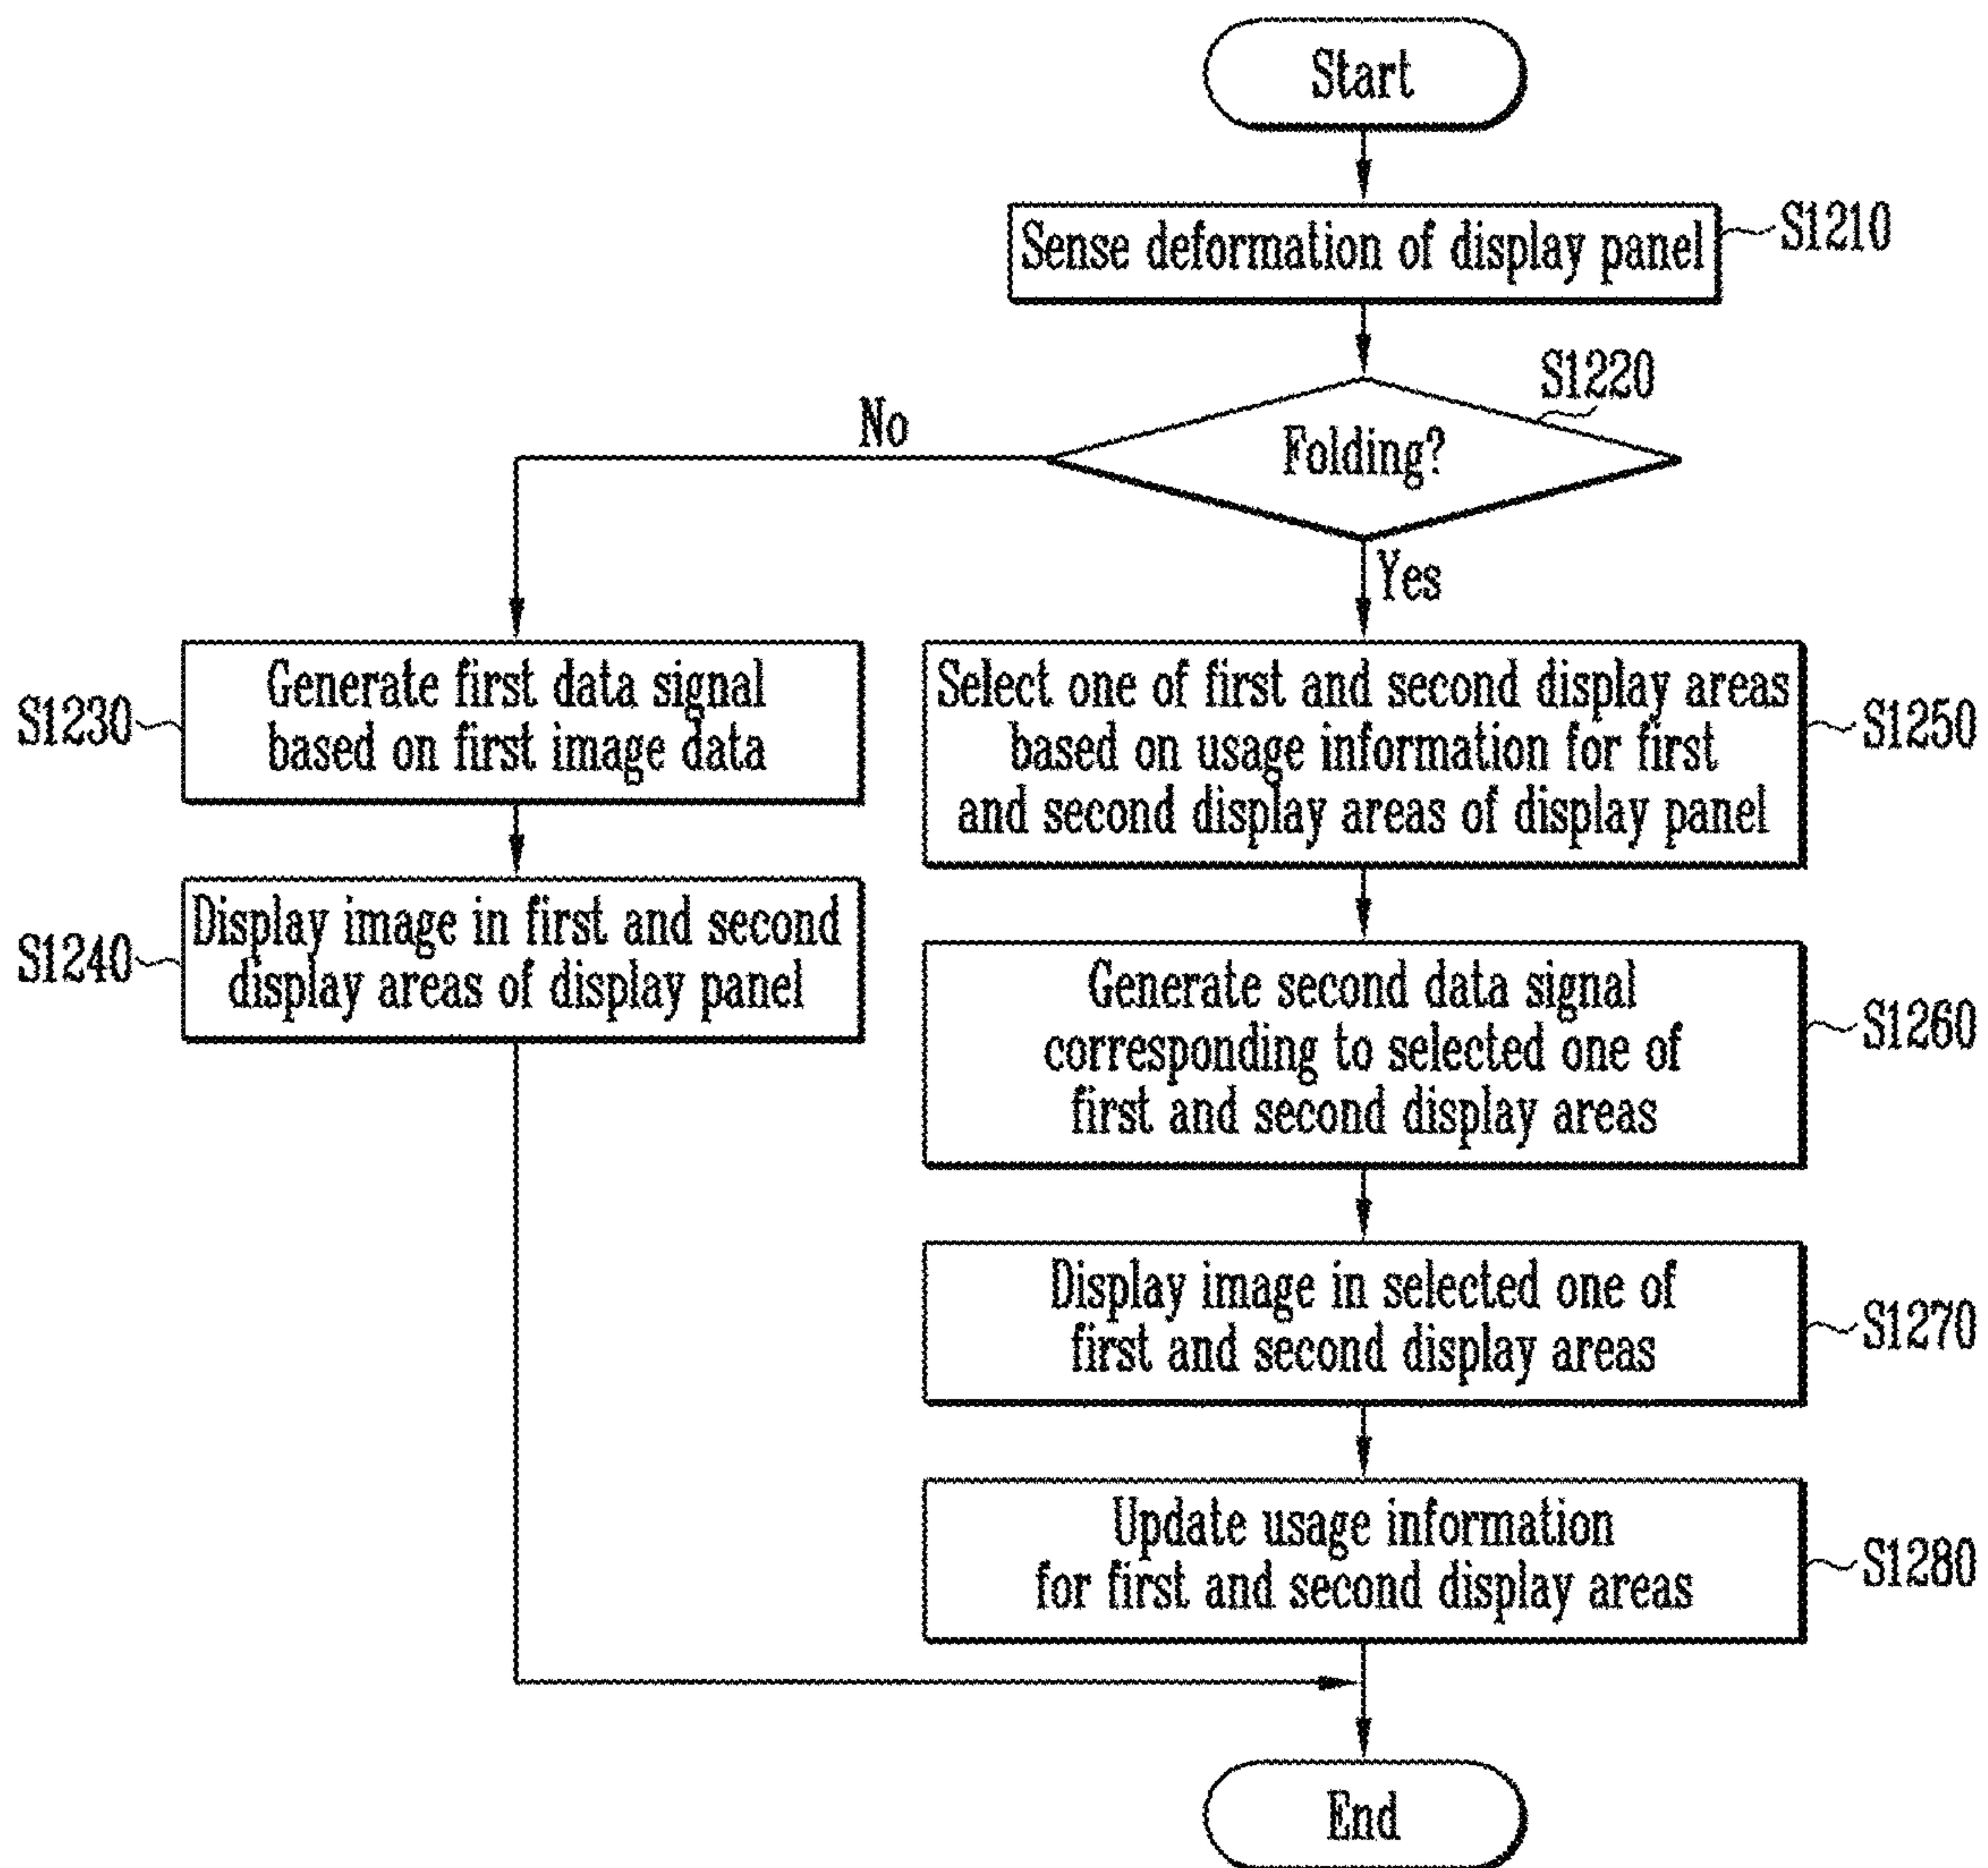 Start
Sense deformation of display panel
S1210
S1220
Folding?
No
Yes
S1230
Generate first data signal
based on first image data
S1240
Display image in first and second
display areas of display panel
Select one of first and second display areas
based on usage information for first
and second display areas of display panel
S1250
Generate second data signal
corresponding to selected one of
first and second display areas
S1260
Display image in selected one of
first and second display areas
S1270
Update usage information
for first and second display areas
S1280
End